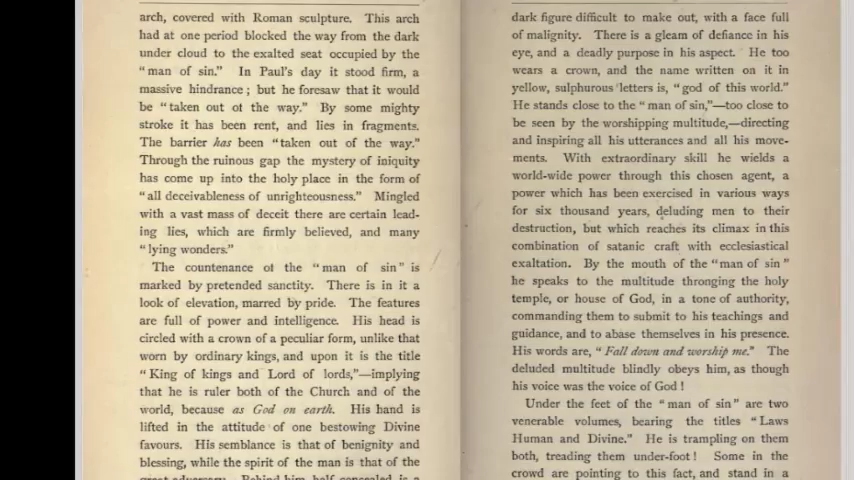 arch, covered with Roman sculpture. This arch
had at one period blocked the way from the dark
under cloud to the exalted seat occupied by the
“man of sin.” In Paul's day it stood firm, a
massive hindrance; but he foresaw that it would
be “taken out ot the way.” By some mighty
stroke it has been rent, and lies in fragments.
The barrier has been “taken out of the way.”
Through the ruinous gap the mystery of iniquity
has come up into the holy place in the form of
“all deceivableness of unrighteousness.” Mingled
with a vast mass of deceit there are certain lead-
ing lies, which are firmly believed, and many
“lying wonders.”
The countenance ot the “man of sin” is
marked by pretended sanctity. There is in it a
look of elevation, marred by pride. The features
are full of power and intelligence. His head is
circled with a crown of a peculiar form, unlike that
worn by ordinary kings, and upon it is the title
“King of kings and Lord of lords,”—implying
that he is ruler both of the Church and of the
world, because as God on earth. His hand is
lifted in the attitude of one bestowing Divine
favours. His semblance is that of benignity and
blessing, while the spirit of the man is that of the
great adversary. Behind him, half concealed is a
dark figure difficult to make out, with a face full
of malignity. There is a gleam of defiance in his
eye, and a deadly purpose in his aspect. He too
wears a crown, and the name written on it in
yellow, sulphurous letters is, “god of this world.”
He stands close to the “man of sin,”—too close to
be seen by the worshipping multitude,—directing
and inspiring all his utterances and all his move-
ments. With extraordinary skill he wields a
world-wide power through this chosen agent, a
power which has been exercised in various ways
for six thousand years, deluding men to their
destruction, but which reaches its climax in this
combination of satanic craft with ecclesiastical
exaltation. By the mouth of the “man of sin”
he speaks to the multitude thronging the holy
temple, or house of God, in a tone of authority,
commanding them to submit to his teachings and
guidance, and to abase themselves in his presence.
His words are, “Fall down and worship me.” The
deluded multitude blindly obeys him, as though
his voice was the voice of God!
Under the feet of the “man of sin” are two
venerable volumes, bearing the titles “Laws
Human and Divine.” He is trampling on them
both, treading them under-foot! Some in the
crowd are pointing to this fact, and stand in a